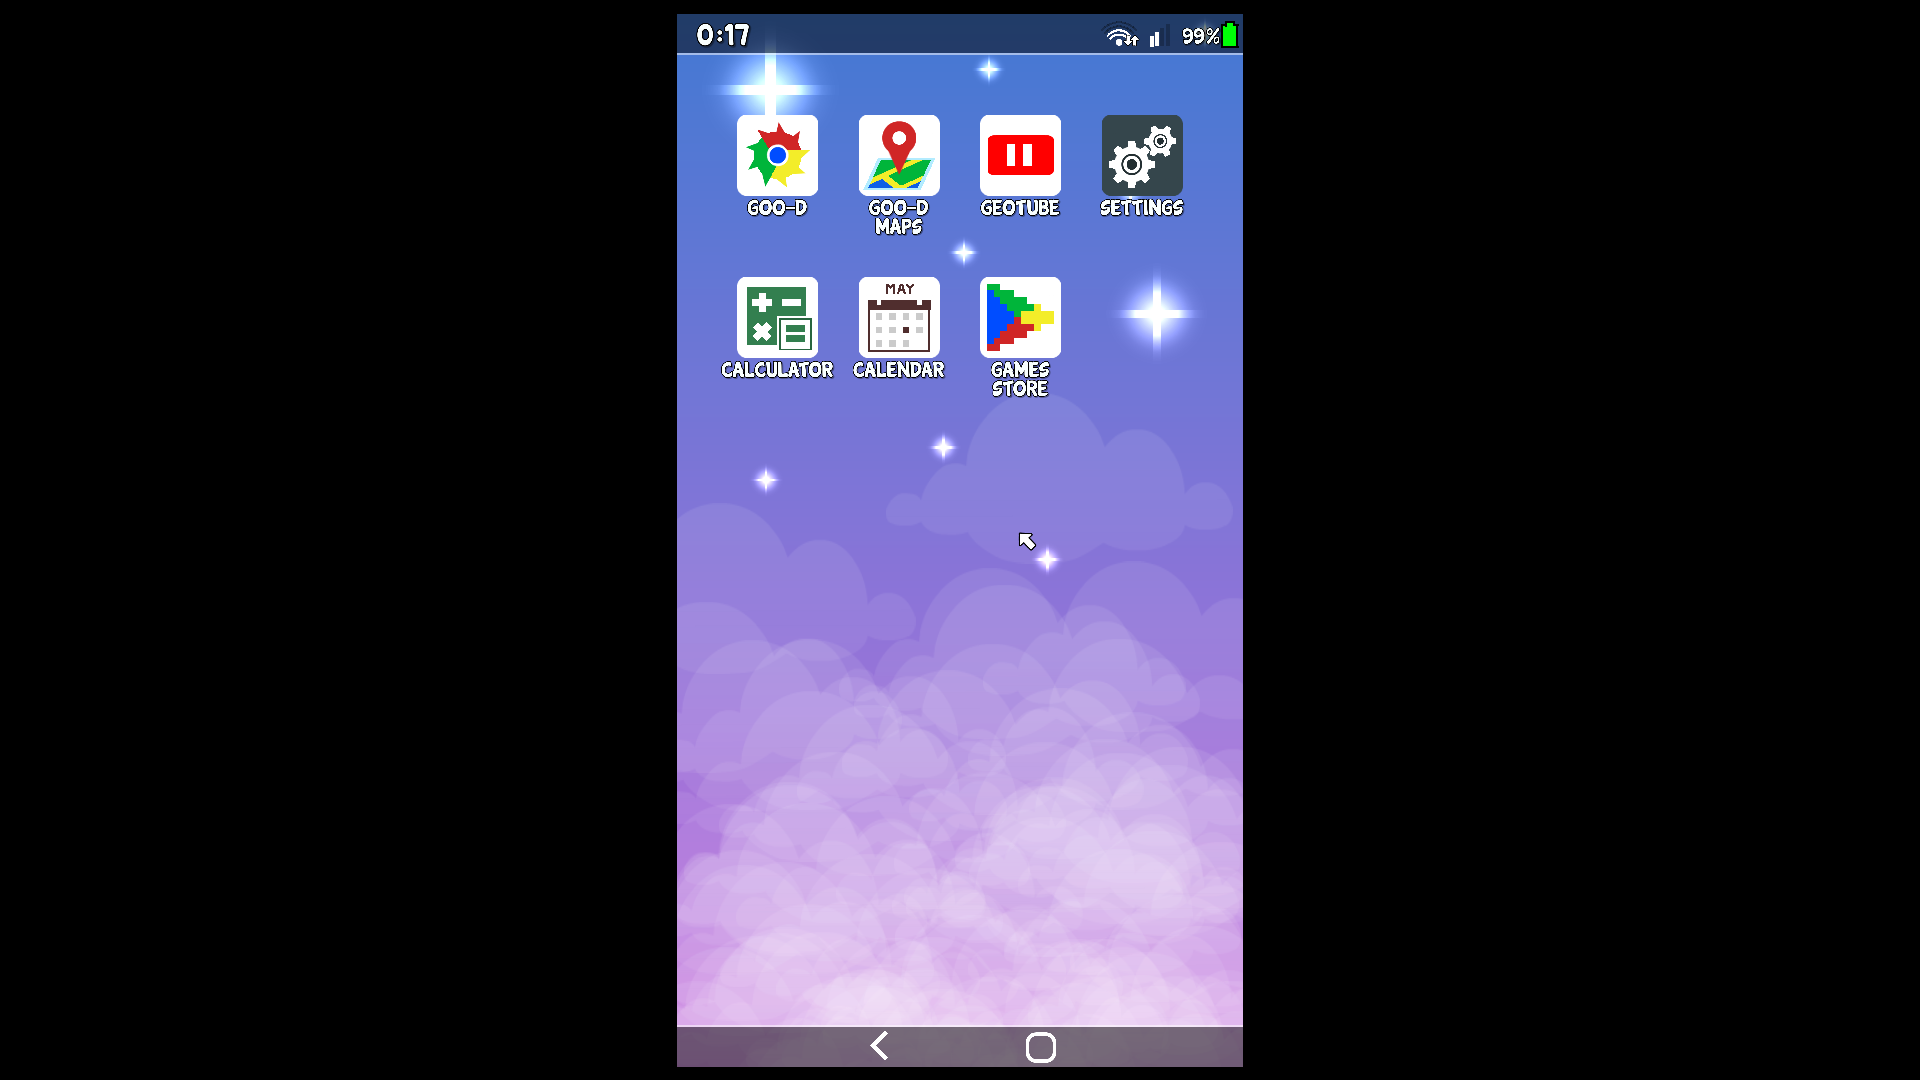 0:17
99%
GOO-D
GOO-D
MAPS
GEOTUBE
SETTINGS
MAY
CALCULATOR
CALENDAR
GAMES
STORE